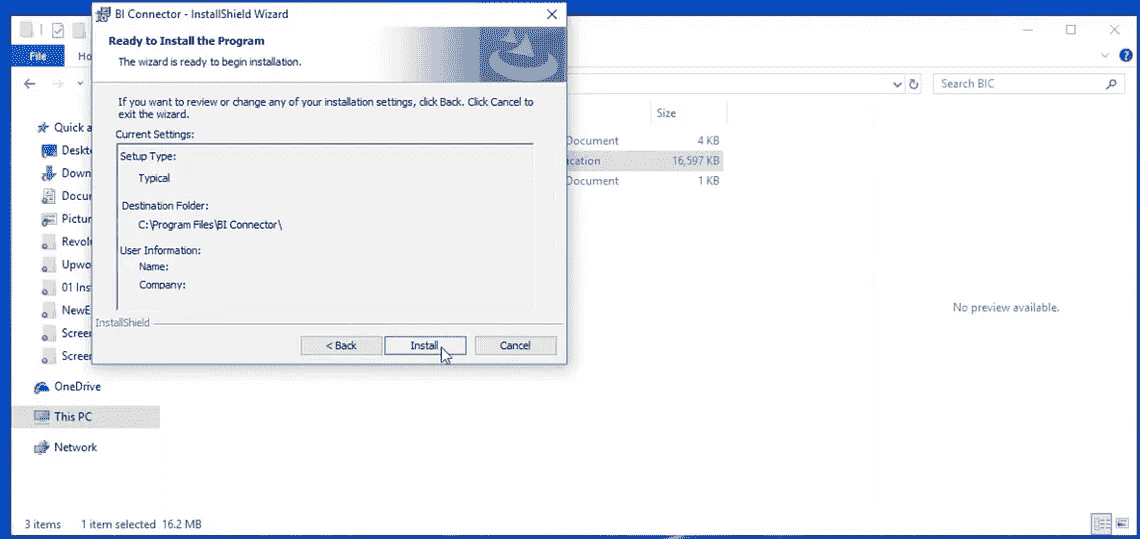 BI Connector - InstallShield Wizard
Ready to Install the Program
The wizard is ready to begin installation.
If you want to review or change any of your installation settings, click Back. Click Cancel to
exit the wizard.
Current Settings:
Setup Type:
Typical
Destination Folder:
C:\Program Files\BI Connector\
User Information:
Name:
Company:
InstallShield
< Back
Install
Cancel
File
Ho
Search BIC
Size
Document
4 KB
ication
16,597 KB
Document
1 KB
Quick a
Deskt
Down
Docu
Pictur
Revol
Upwo
01 Ins
NewE
Scree
Scree
OneDrive
This PC
Network
No preview available.
3 items
1 item selected 16.2 MB